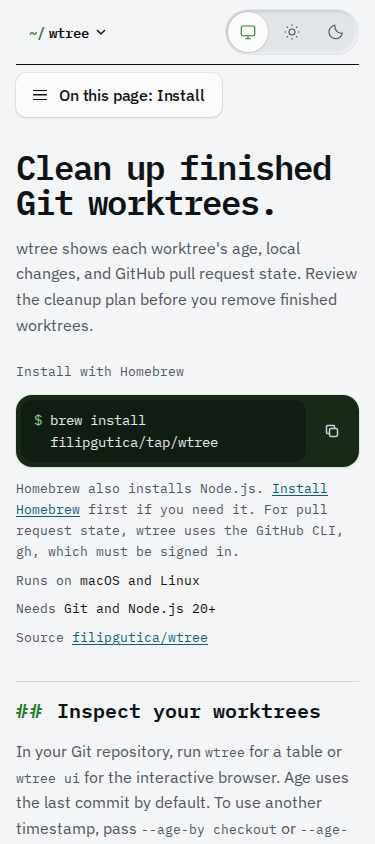 ~/ wtree
On this page: Install
Clean up finished
Git worktrees.
wtree shows each worktree's age, local
changes, and GitHub pull request state. Review
the cleanup plan before you remove finished
worktrees.
Install with Homebrew
$ brew install
filipgutica/tap/wtree
Homebrew also installs Node.js. Install
Homebrew first if you need it. For pull
request state, wtree uses the GitHub CLI,
gh, which must be signed in.
Runs on macOS and Linux
Needs Git and Node.js 20+
Source filipgutica/wtree
## Inspect your worktrees
In your Git repository, run wtree for a table or
wtree ui for the interactive browser. Age uses
the last commit by default. To use another
timestamp, pass --age-by checkout or --age-